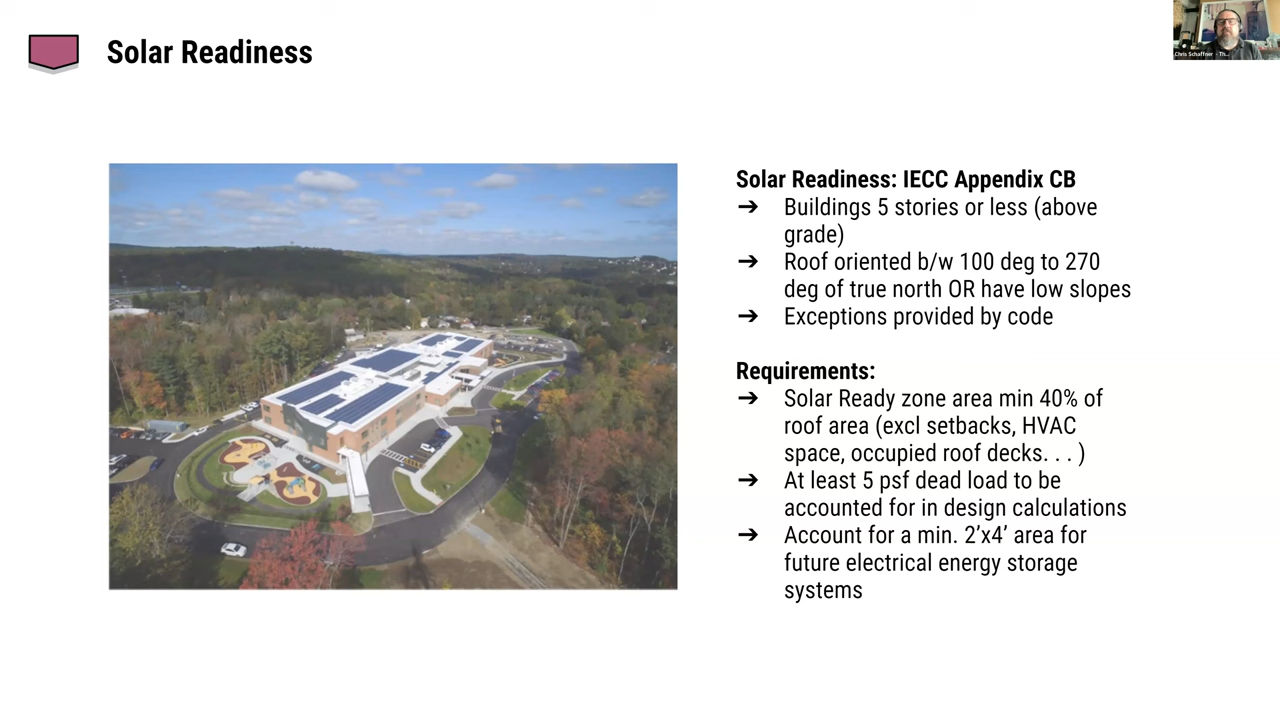 Solar Readiness
Chris Schaffner - Th...
Solar Readiness: IECC Appendix CB
➔ Buildings 5 stories or less (above
grade)
➔ Roof oriented b/w 100 deg to 270
deg of true north OR have low slopes
➔ Exceptions provided by code
Requirements:
➔ Solar Ready zone area min 40% of
roof area (excl setbacks, HVAC
space, occupied roof decks. . . )
➔ At least 5 psf dead load to be
accounted for in design calculations
➔ Account for a min. 2’x4’ area for
future electrical energy storage
systems